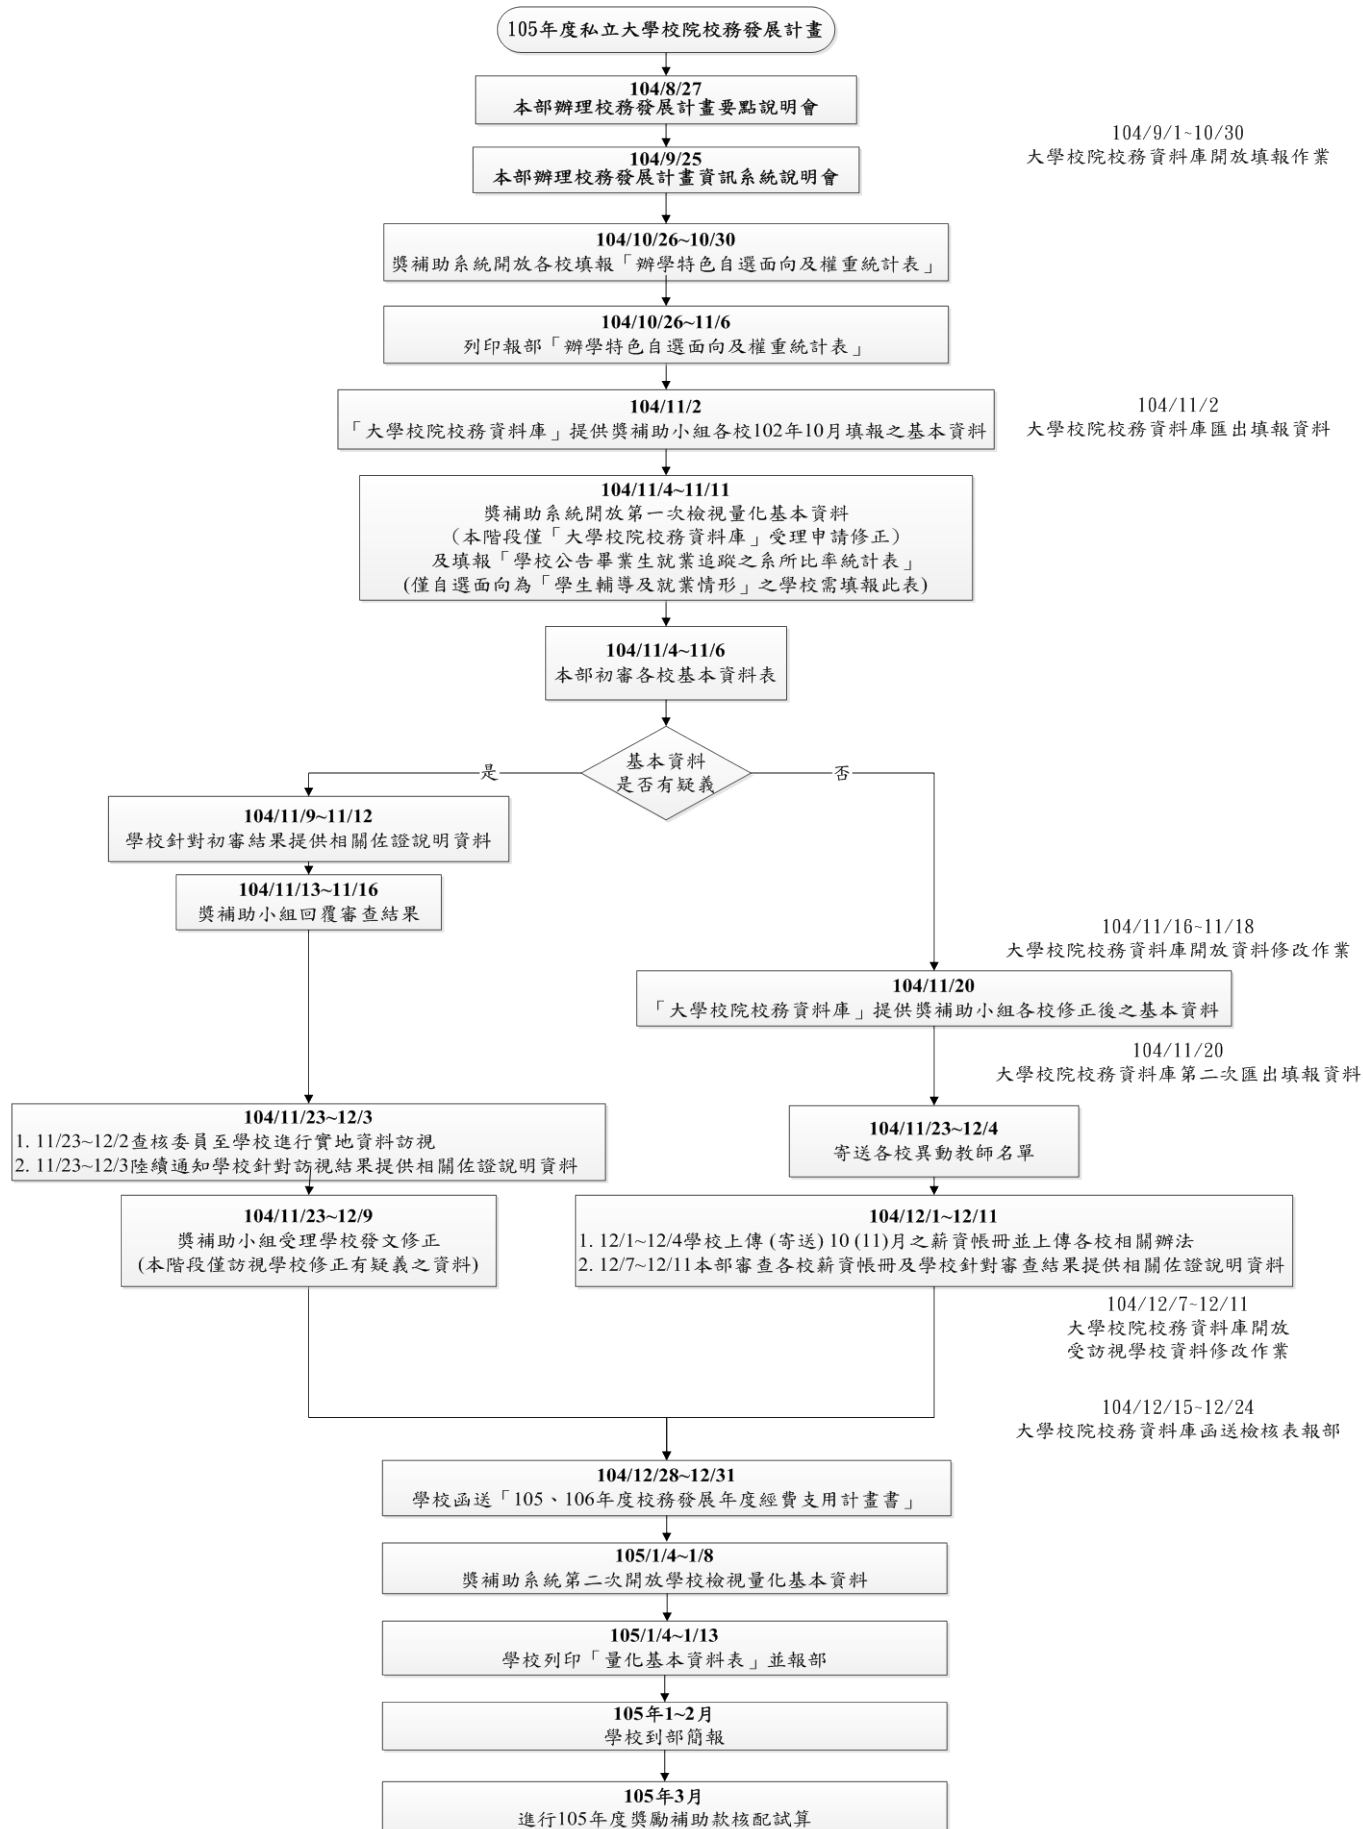 105年度私立大學校院校務發展計畫
104/8/27
本部辦理校務發展計畫要點說明會
104/9/1~10/30
大學校院校務資料庫開放填報作業
104/9/25
本部辦理校務發展計畫資訊系統說明會
104/10/26~10/30
獎補助系統開放各校填報「辦學特色自選面向及權重統計表」
104/10/26~11/6
列印報部「辦學特色自選面向及權重統計表」
104/11/2
「大學校院校務資料庫」提供獎補助小組各校102年10月填報之基本資料
104/11/2
大學校院校務資料庫匯出填報資料
104/11/4~11/11
獎補助系統開放第一次檢視量化基本資料
（本階段僅「大學校院校務資料庫」受理申請修正）
及填報「學校公告畢業生就業追蹤之系所比率統計表」
(僅自選面向為「學生輔導及就業情形」之學校需填報此表)
104/11/4~11/6
本部初審各校基本資料表
基本資料
是否有疑義
是
否
104/11/9~11/12
學校針對初審結果提供相關佐證說明資料
104/11/13~11/16
獎補助小組回覆審查結果
104/11/16~11/18
大學校院校務資料庫開放資料修改作業
104/11/20
「大學校院校務資料庫」提供獎補助小組各校修正後之基本資料
104/11/20
大學校院校務資料庫第二次匯出填報資料
104/11/23~12/3
1. 11/23~12/2查核委員至學校進行實地資料訪視
2. 11/23~12/3陸續通知學校針對訪視結果提供相關佐證說明資料
104/11/23~12/4
寄送各校異動教師名單
104/11/23~12/9
獎補助小組受理學校發文修正
(本階段僅訪視學校修正有疑義之資料)
104/12/1~12/11
1. 12/1~12/4學校上傳 (寄送) 10 (11)月之薪資帳冊並上傳各校相關辦法
2. 12/7~12/11本部審查各校薪資帳冊及學校針對審查結果提供相關佐證說明資料
104/12/7~12/11
大學校院校務資料庫開放
受訪視學校資料修改作業
104/12/15~12/24
大學校院校務資料庫函送檢核表報部
104/12/28~12/31
學校函送「105、106年度校務發展年度經費支用計畫書」
105/1/4~1/8
獎補助系統第二次開放學校檢視量化基本資料
105/1/4~1/13
學校列印「量化基本資料表」並報部
105年1~2月
學校到部簡報
105年3月
進行105年度獎勵補助款核配試算